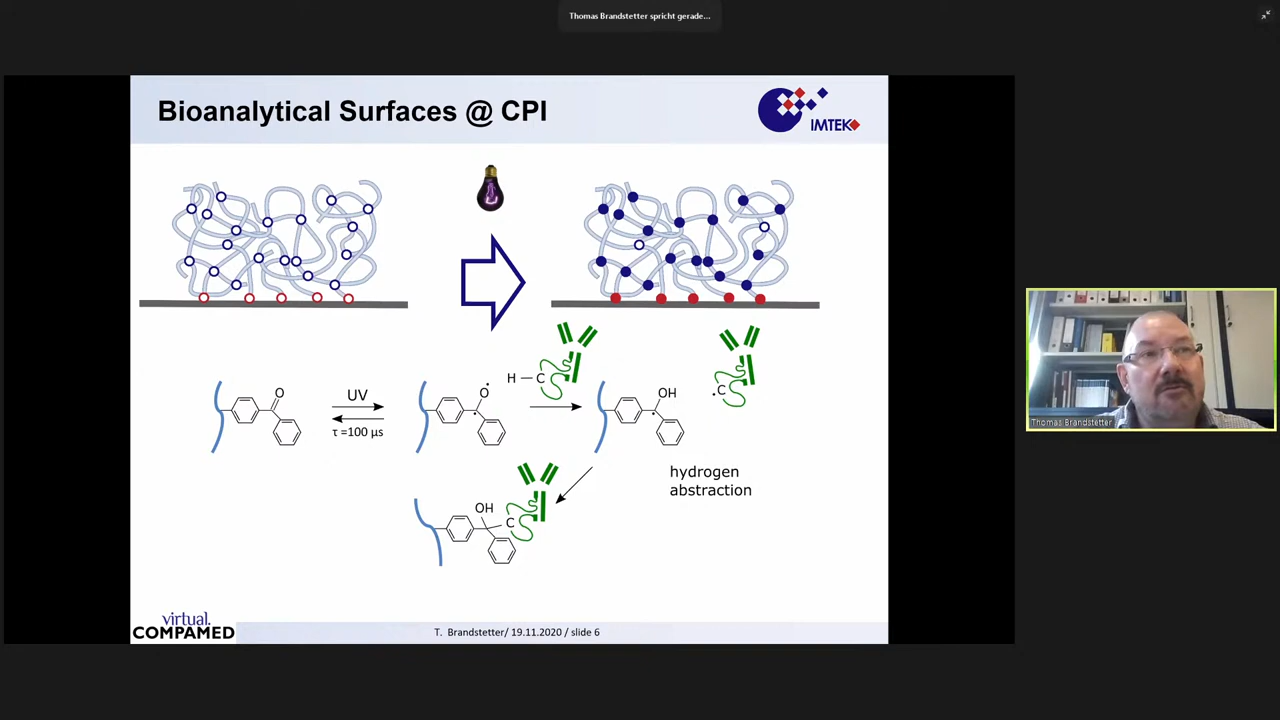 Thomas Brandstetter spricht gerade...
Bioanalytical Surfaces @ CPI
IMTEK
H
C
·C
O
UV
τ =100 µs
O
OH
hydrogen
abstraction
OH
C
Thomas Brandstetter
virtual.
COMPAMED
T. Brandstetter/ 19.11.2020 / slide 6